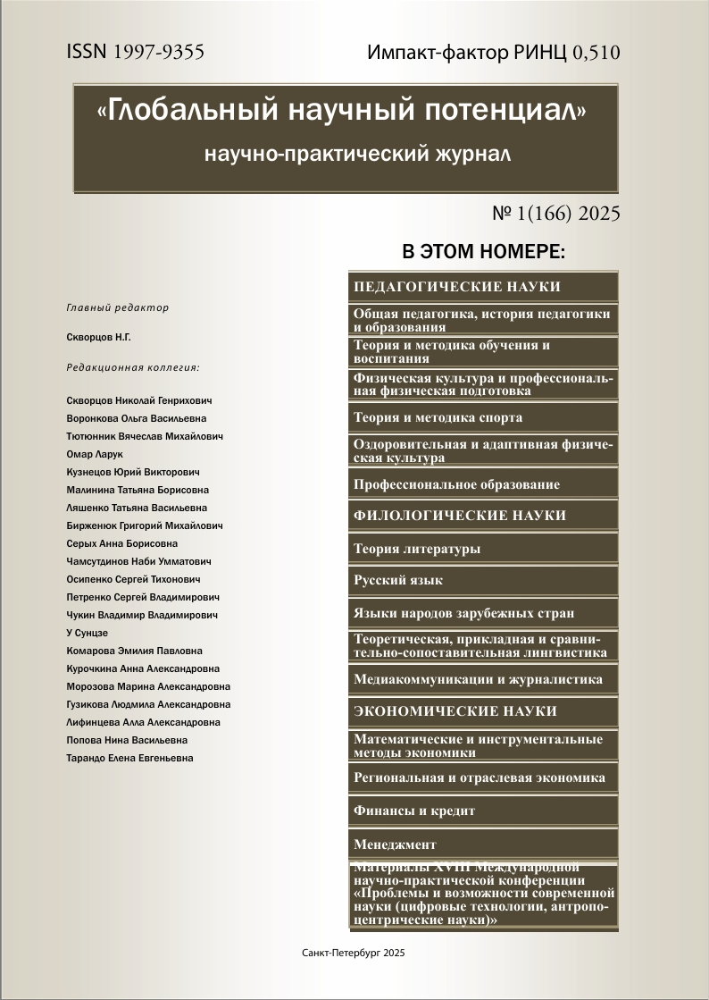 ISSN 1997-9355
Импакт-фактор РИНЦ 0,510
«Глобальный научный потенциал»
научно-практический журнал
№ 1(166) 2025
В ЭТОМ НОМЕРЕ:
Главный редактор
Скворцов Н.Г.
Редакционная коллегия:
Скворцов Николай Генрихович
Воронкова Ольга Васильевна
Тютюнник Вячеслав Михайлович
Омар Ларук
Кузнецов Юрий Викторович
Малинина Татьяна Борисовна
Ляшенко Татьяна Васильевна
Бирженюк Григорий Михайлович
Серых Анна Борисовна
Чамсутдинов Наби Умматович
Осипенко Сергей Тихонович
Петренко Сергей Владимирович
Чукин Владимир Владимирович
У Сунцзе
Комарова Эмилия Павловна
Курочкина Анна Александровна
Морозова Марина Александровна
Гузикова Людмила Александровна
Лифинцева Алла Александровна
Попова Нина Васильевна
Тарандо Елена Евгеньевна
ПЕДАГОГИЧЕСКИЕ НАУКИ
Общая педагогика, история педагогики
и образования
Теория и методика обучения и
воспитания
Физическая культура и профессиональ-
ная физическая подготовка
Теория и методика спорта
Оздоровительная и адаптивная физиче-
ская культура
Профессиональное образование
ФИЛОЛОГИЧЕСКИЕ НАУКИ
Теория литературы
Русский язык
Языки народов зарубежных стран
Теоретическая, прикладная и сравни-
тельно-сопоставительная лингвистика
Медиакоммуникации и журналистика
ЭКОНОМИЧЕСКИЕ НАУКИ
Математические и инструментальные
методы экономики
Региональная и отраслевая экономика
Финансы и кредит
Менеджмент
Материалы XVIII Международной
научно-практической конференции
«Проблемы и возможности современной
науки (цифровые технологии, антропо-
центрические науки)»
Санкт-Петербург 2025